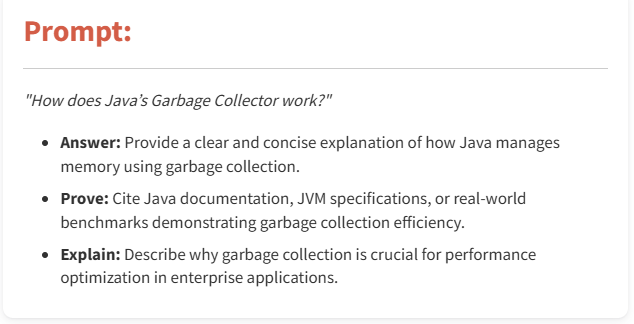 Prompt:
"How does Java’s Garbage Collector work?"
• Answer: Provide a clear and concise explanation of how Java manages
memory using garbage collection.
• Prove: Cite Java documentation, JVM specifications, or real-world
benchmarks demonstrating garbage collection efficiency.
• Explain: Describe why garbage collection is crucial for performance
optimization in enterprise applications.